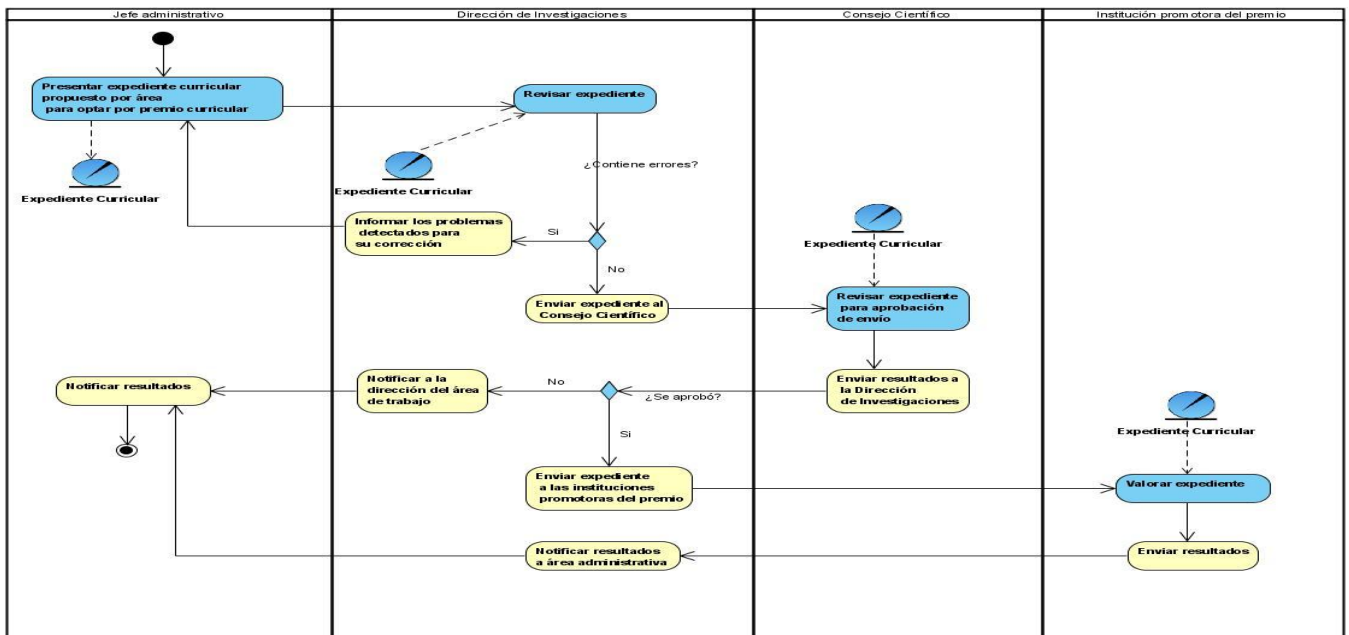 Jefe administrativo
Dirección de Investigaciones
Consejo Científico
Institución promotora del premio
Presentar expediente curricular
propuesto por área
para optar por premio curricular
Revisar expediente
¿Contiene errores?
Expediente Curricular
Expediente Curricular
Informar los problemas
detectados para
su corrección
Si
No
Expediente Curricular
Enviar expediente al
Consejo Científico
Revisar expediente
para aprobación
de envío
Notificar resultados
Notificar a la
dirección del área
de trabajo
No
¿Se aprobó?
Enviar resultados a
la Dirección
de Investigaciones
Si
Expediente Curricular
Enviar expediente
a las instituciones
promotoras del premio
Valorar expediente
Notificar resultados
a área administrativa
Enviar resultados